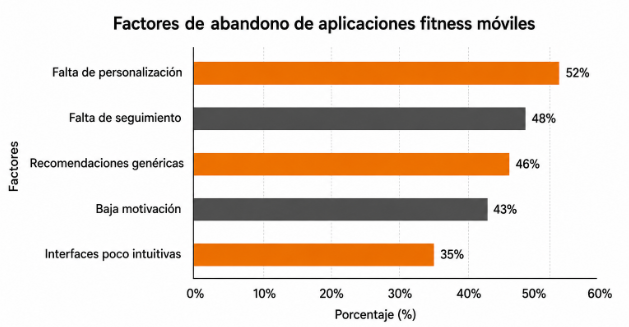 Factores de abandono de aplicaciones fitness móviles
Factores
Falta de personalización 52%
Falta de seguimiento 48%
Recomendaciones genéricas 46%
Baja motivación 43%
Interfaces poco intuitivas 35%
0% 10% 20% 30% 40% 50% 60%
Porcentaje (%)